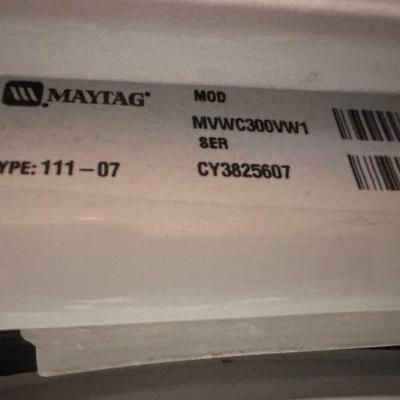 MAYTAG® MOD
MVWC300VW1
SER
YPE: 111-07 CY3825607